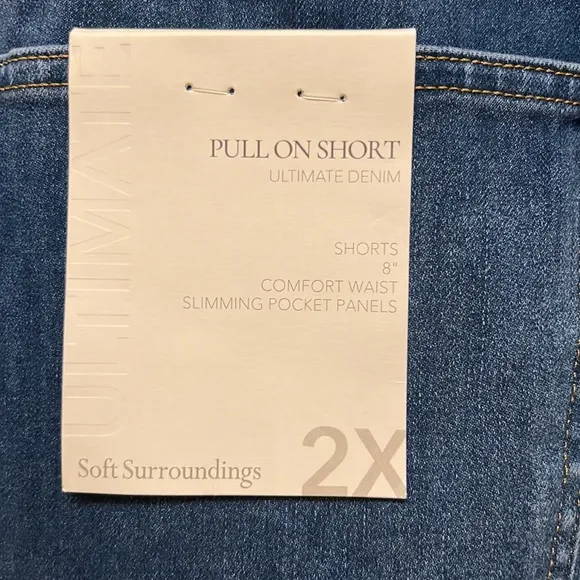 ULTIMATE
PULL ON SHORT
ULTIMATE DENIM
SHORTS
8"
COMFORT WAIST
SLIMMING POCKET PANELS
Soft Surroundings
2X